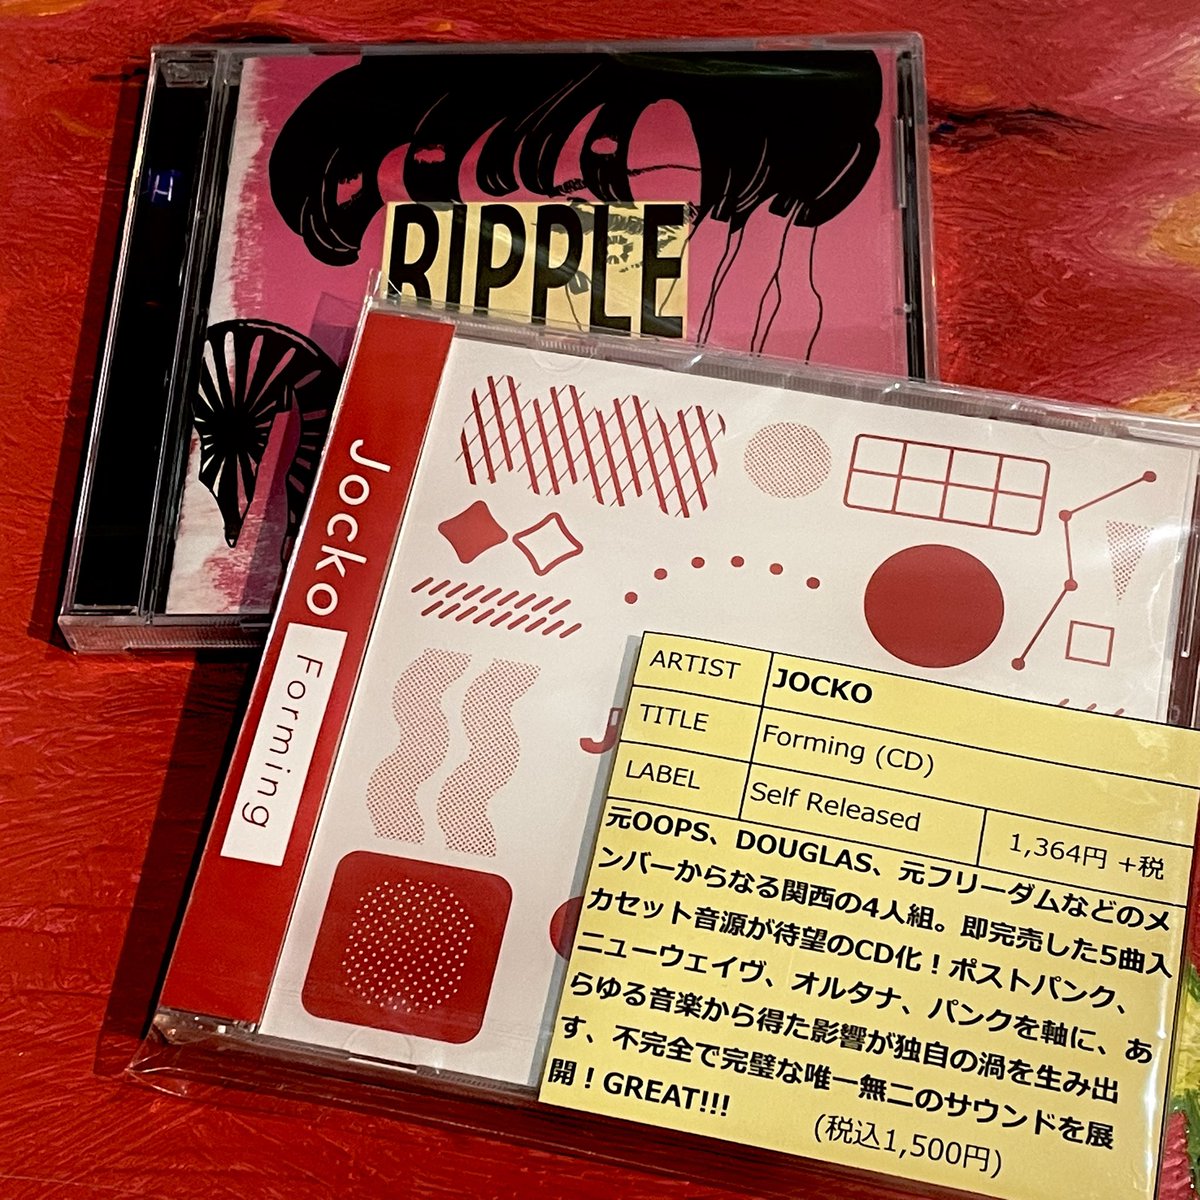 RIPPLE
Jocko
Forming
ARTIST JOCKO
TITLE Forming (CD)
LABEL Self Released 1,364円 +税
元OOPS、DOUGLAS、元フリーダムなどのメ
ンバーからなる関西の4人組。即完売した5曲入
カセット音源が待望のCD化！ポストパンク、
ニューウェイヴ、オルタナ、パンクを軸に、あ
らゆる音楽から得た影響が独自の渦を生み出
す、不完全で完璧な唯一無二のサウンドを展
開！GREAT!!!
(税込1,500円)